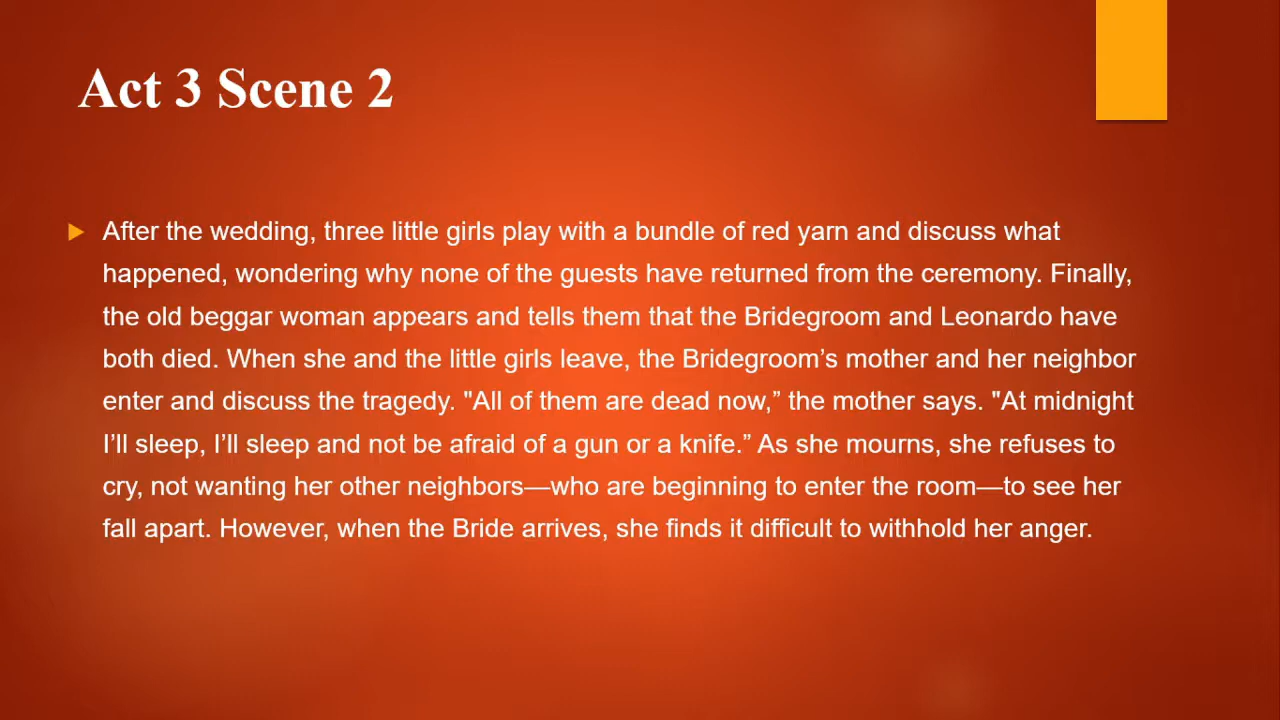 Act 3 Scene 2
After the wedding, three little girls play with a bundle of red yarn and discuss what
happened, wondering why none of the guests have returned from the ceremony. Finally,
the old beggar woman appears and tells them that the Bridegroom and Leonardo have
both died. When she and the little girls leave, the Bridegroom’s mother and her neighbor
enter and discuss the tragedy. "All of them are dead now,” the mother says. "At midnight
I’ll sleep, I’ll sleep and not be afraid of a gun or a knife.” As she mourns, she refuses to
cry, not wanting her other neighbors—who are beginning to enter the room—to see her
fall apart. However, when the Bride arrives, she finds it difficult to withhold her anger.